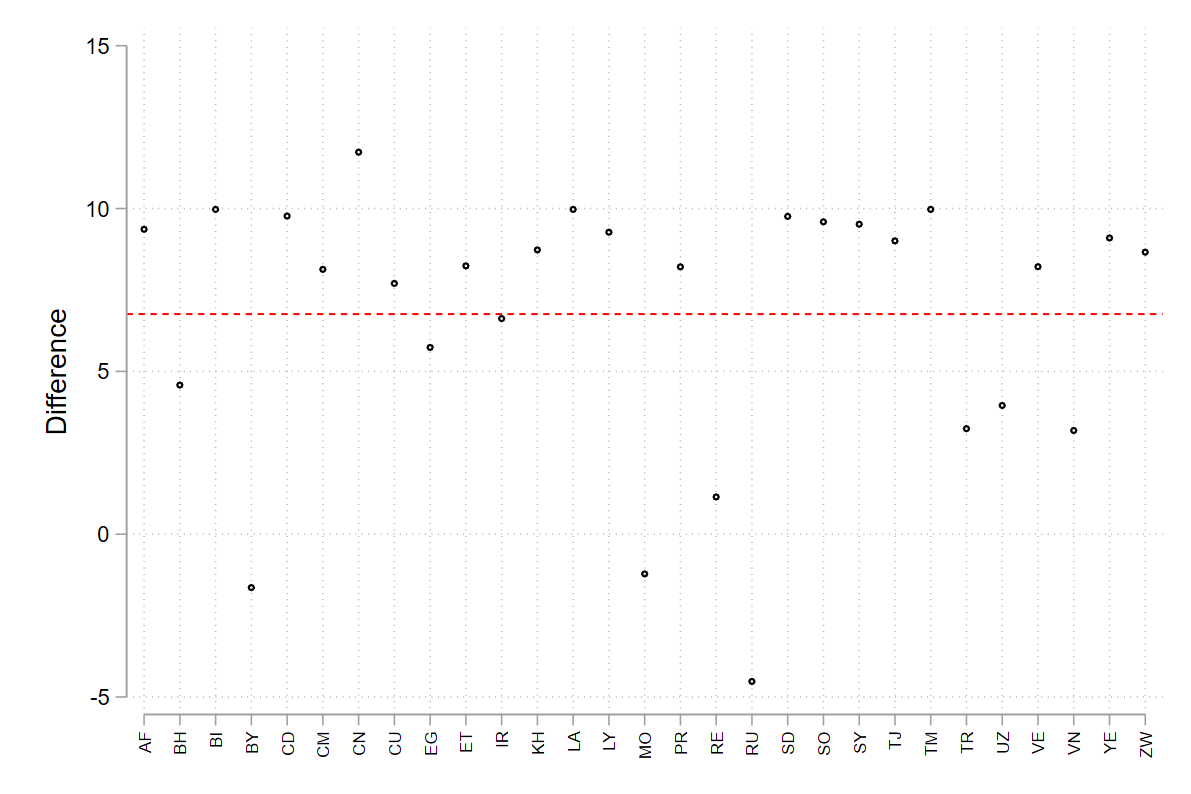 15
10
5
0
-5
Difference
AF BH BI BY CD CM CN CU EG ET IR KH LA LY MO PR RE RU SD SO SY TJ TM TR UZ VE VN YE ZW